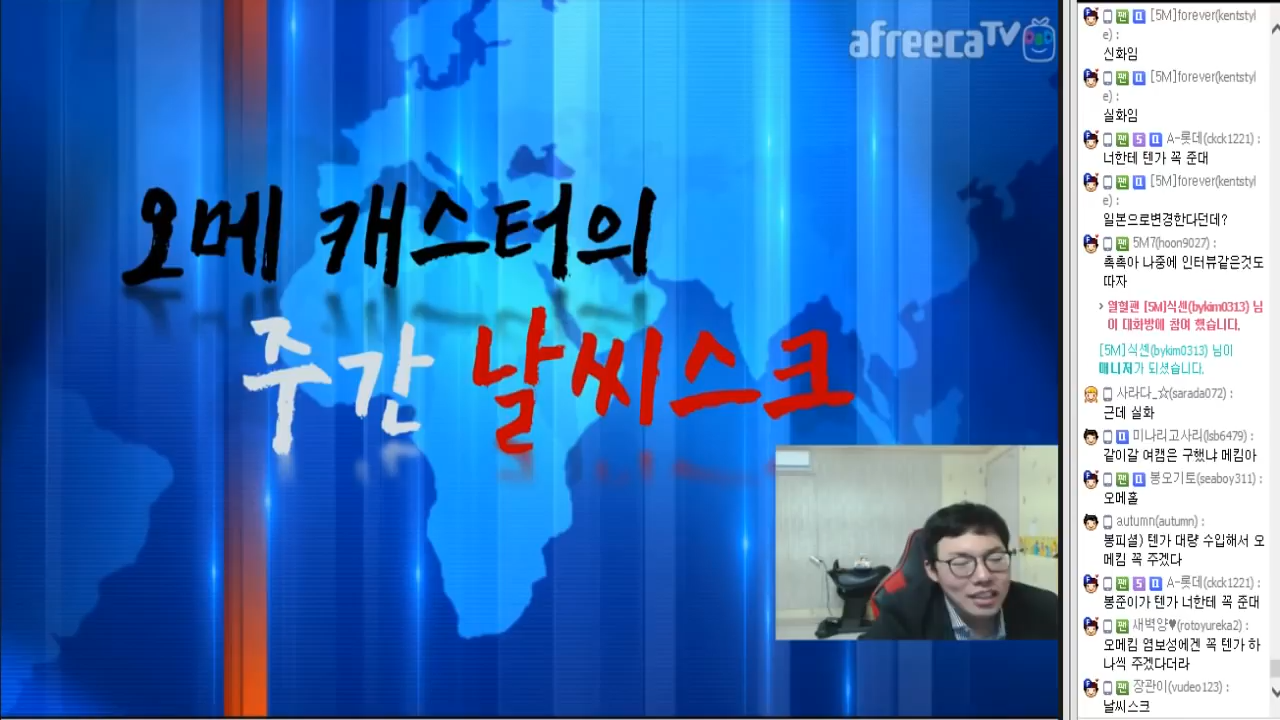 afreecaTV
오메 캐스터의
주간 날씨스크
[5M]forever(kentstyl
e) :
신화임
[5M]forever(kentstyl
e) :
실화임
A-롯데(ckck1221) :
너한테 텐가 꼭 준대
[5M]forever(kentstyl
e) :
일본으로변경한다던데?
5M7(hoon9027) :
촉촉아 나중에 인터뷰같은것도
따자
열혈팬 [5M]식센(bykim0313) 님
이 대화방에 참여 했습니다.
[5M]식센(bykim0313) 님이
매니저가 되셨습니다.
사라다_☆(sarada072) :
근데 실화
미나리고사리(lsb6479) :
같이갈 여캠은 구했냐 메킴아
봉오기토(seaboy311) :
오메홀
autumn(autumn) :
봉피셜) 텐가 대량 수입해서 오
메킴 꼭 주겠다
A-롯데(ckck1221) :
봉준이가 텐가 너한테 꼭 준대
새벽양♥(rotoyureka2) :
오메킴 염보성에겐 꼭 텐가 하
나씩 주겠다더라
장관이(vudeo123) :
날씨스크